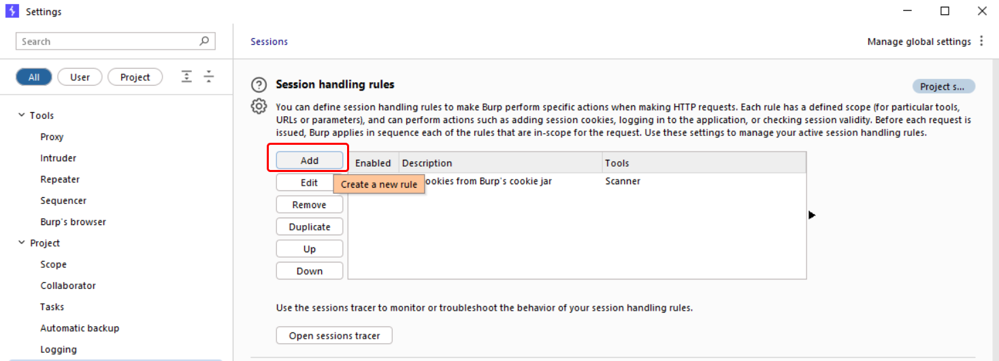 Settings
Search
All
User
Project
Tools
Proxy
Intruder
Repeater
Sequencer
Burp's browser
Project
Scope
Collaborator
Tasks
Automatic backup
Logging
Sessions
Manage global settings
Session handling rules
Project s...
You can define session handling rules to make Burp perform specific actions when making HTTP requests. Each rule has a defined scope (for particular tools,
URLs or parameters), and can perform actions such as adding session cookies, logging in to the application, or checking session validity. Before each request is
issued, Burp applies in sequence each of the rules that are in-scope for the request. Use these settings to manage your active session handling rules.
Add
Edit
Remove
Duplicate
Up
Down
Enabled Description Tools
Create a new rule
ookies from Burp's cookie jar Scanner
Use the sessions tracer to monitor or troubleshoot the behavior of your session handling rules.
Open sessions tracer